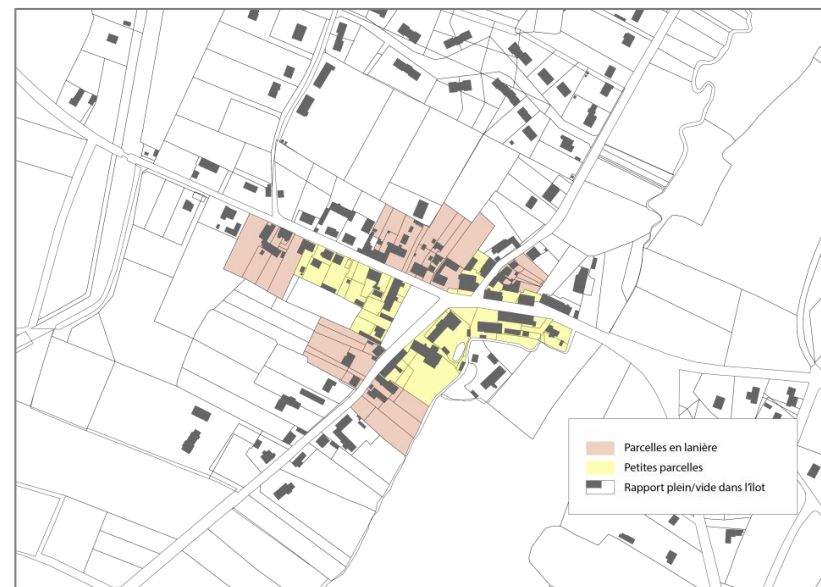 Parcelles en lanière
Petites parcelles
Rapport plein/vide dans l'îlot